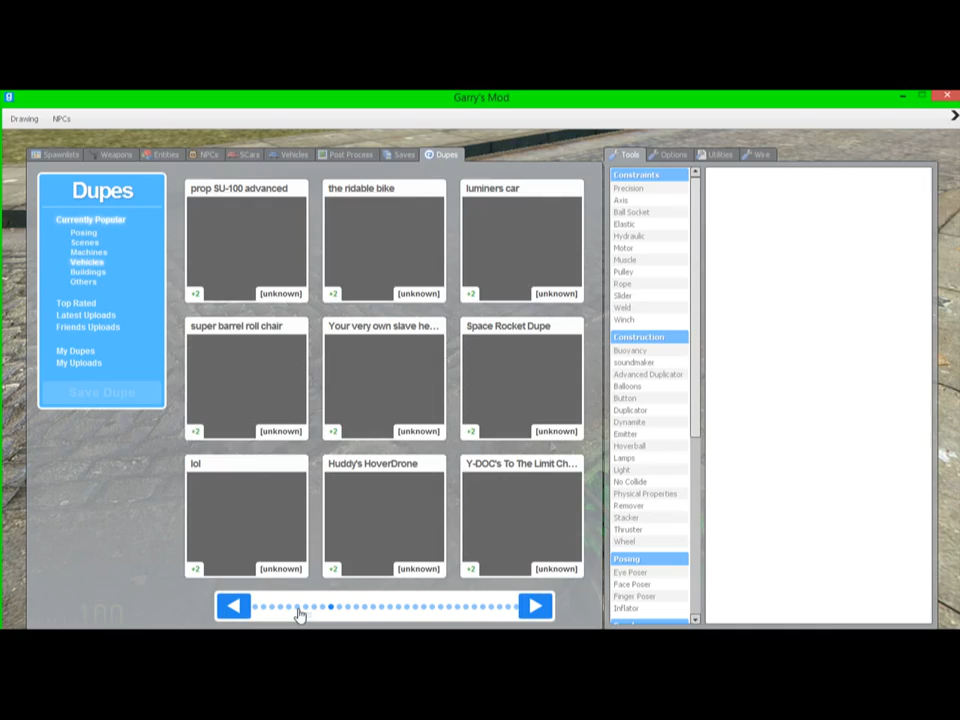 Garry's Mod
Drawing NPCs
Spawnlists Weapons Entities NPCs SCars Vehicles Post Process Saves Dupes
Tools Options Utilities Wire
Dupes
Currently Popular
Posing
Scenes
Machines
Vehicles
Buildings
Others
Top Rated
Latest Uploads
Friends Uploads
My Dupes
My Uploads
Save Dupe
prop SU-100 advanced
+2 [unknown]
the ridable bike
+2 [unknown]
luminers car
+2 [unknown]
super barrel roll chair
+2 [unknown]
Your very own slave he...
+2 [unknown]
Space Rocket Dupe
+2 [unknown]
lol
+2 [unknown]
Huddy's HoverDrone
+2 [unknown]
Y-DOC's To The Limit Ch...
+2 [unknown]
100
Constraints
Precision
Axis
Ball Socket
Elastic
Hydraulic
Motor
Muscle
Pulley
Rope
Slider
Weld
Winch
Construction
Buoyancy
soundmaker
Advanced Duplicator
Balloons
Button
Duplicator
Dynamite
Emitter
Hoverball
Lamps
Light
No Collide
Physical Properties
Remover
Stacker
Thruster
Wheel
Posing
Eye Poser
Face Poser
Finger Poser
Inflator